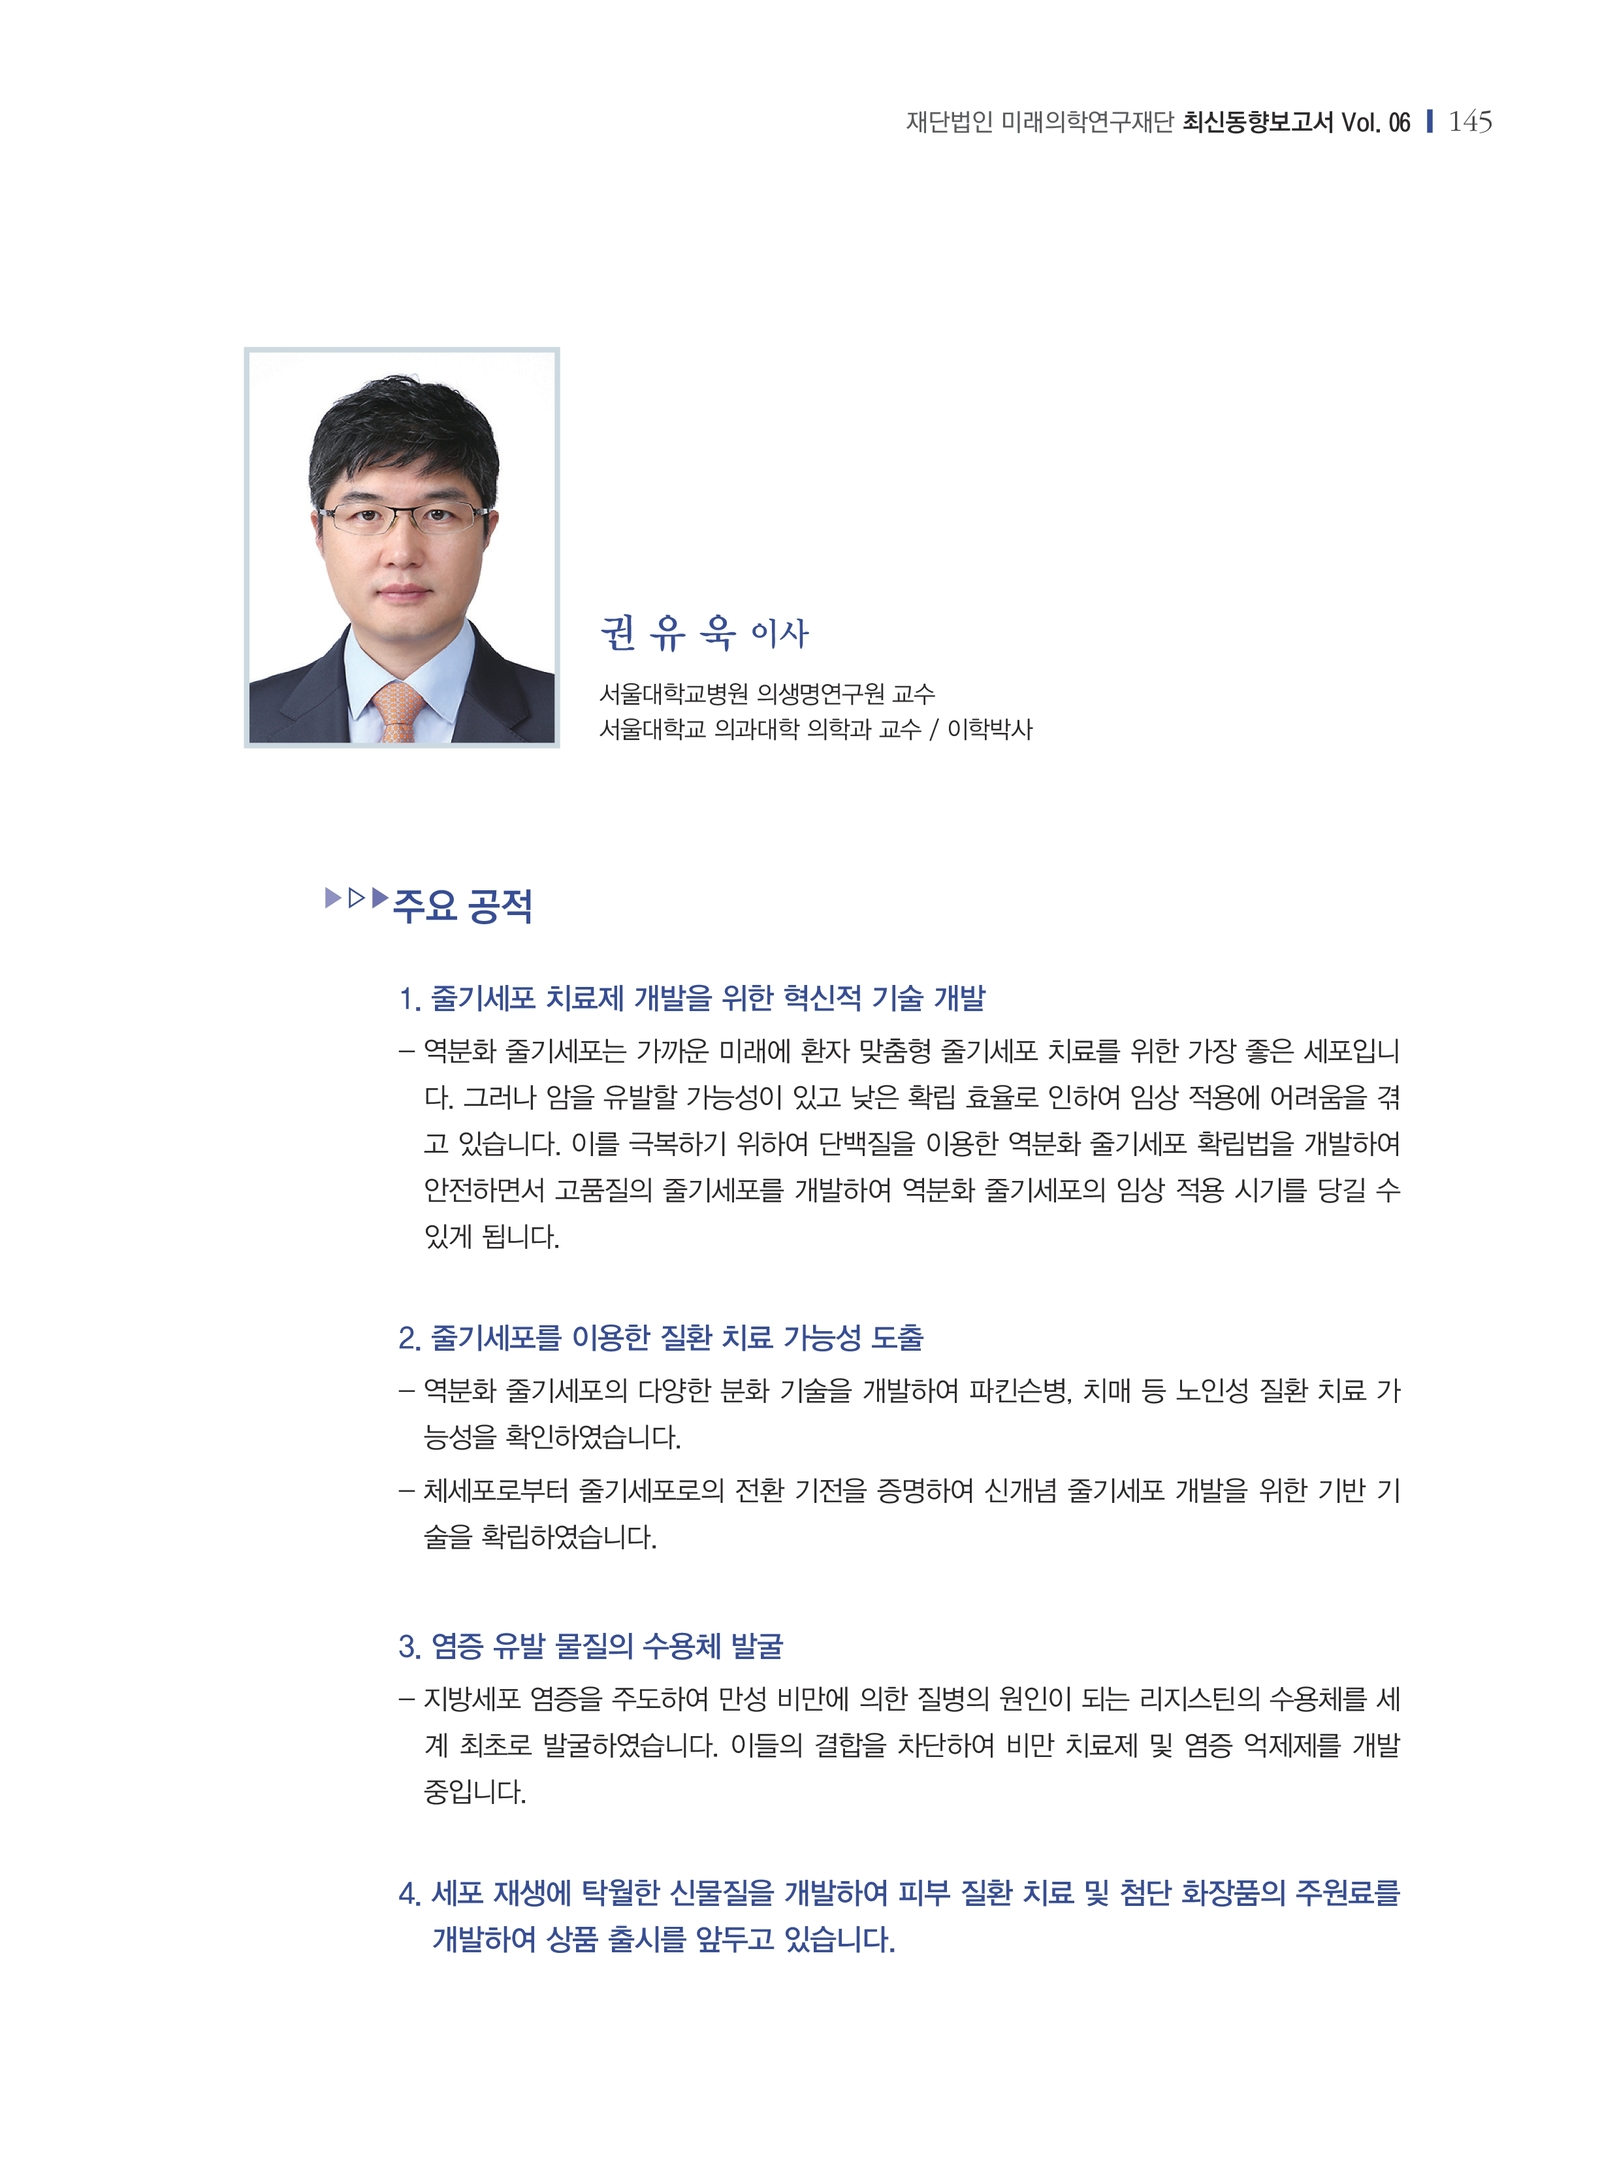 재단법인 미래의학연구재단 최신동향보고서 Vol. 06 145
권 유 욱 이사
서울대학교병원 의생명연구원 교수
서울대학교 의과대학 의학과 교수 / 이학박사
주요 공적
1. 줄기세포 치료제 개발을 위한 혁신적 기술 개발
– 역분화 줄기세포는 가까운 미래에 환자 맞춤형 줄기세포 치료를 위한 가장 좋은 세포입니
다. 그러나 암을 유발할 가능성이 있고 낮은 확립 효율로 인하여 임상 적용에 어려움을 겪
고 있습니다. 이를 극복하기 위하여 단백질을 이용한 역분화 줄기세포 확립법을 개발하여
안전하면서 고품질의 줄기세포를 개발하여 역분화 줄기세포의 임상 적용 시기를 당길 수
있게 됩니다.
2. 줄기세포를 이용한 질환 치료 가능성 도출
– 역분화 줄기세포의 다양한 분화 기술을 개발하여 파킨슨병, 치매 등 노인성 질환 치료 가
능성을 확인하였습니다.
– 체세포로부터 줄기세포로의 전환 기전을 증명하여 신개념 줄기세포 개발을 위한 기반 기
술을 확립하였습니다.
3. 염증 유발 물질의 수용체 발굴
– 지방세포 염증을 주도하여 만성 비만에 의한 질병의 원인이 되는 리지스틴의 수용체를 세
계 최초로 발굴하였습니다. 이들의 결합을 차단하여 비만 치료제 및 염증 억제제를 개발
중입니다.
4. 세포 재생에 탁월한 신물질을 개발하여 피부 질환 치료 및 첨단 화장품의 주원료를
개발하여 상품 출시를 앞두고 있습니다.